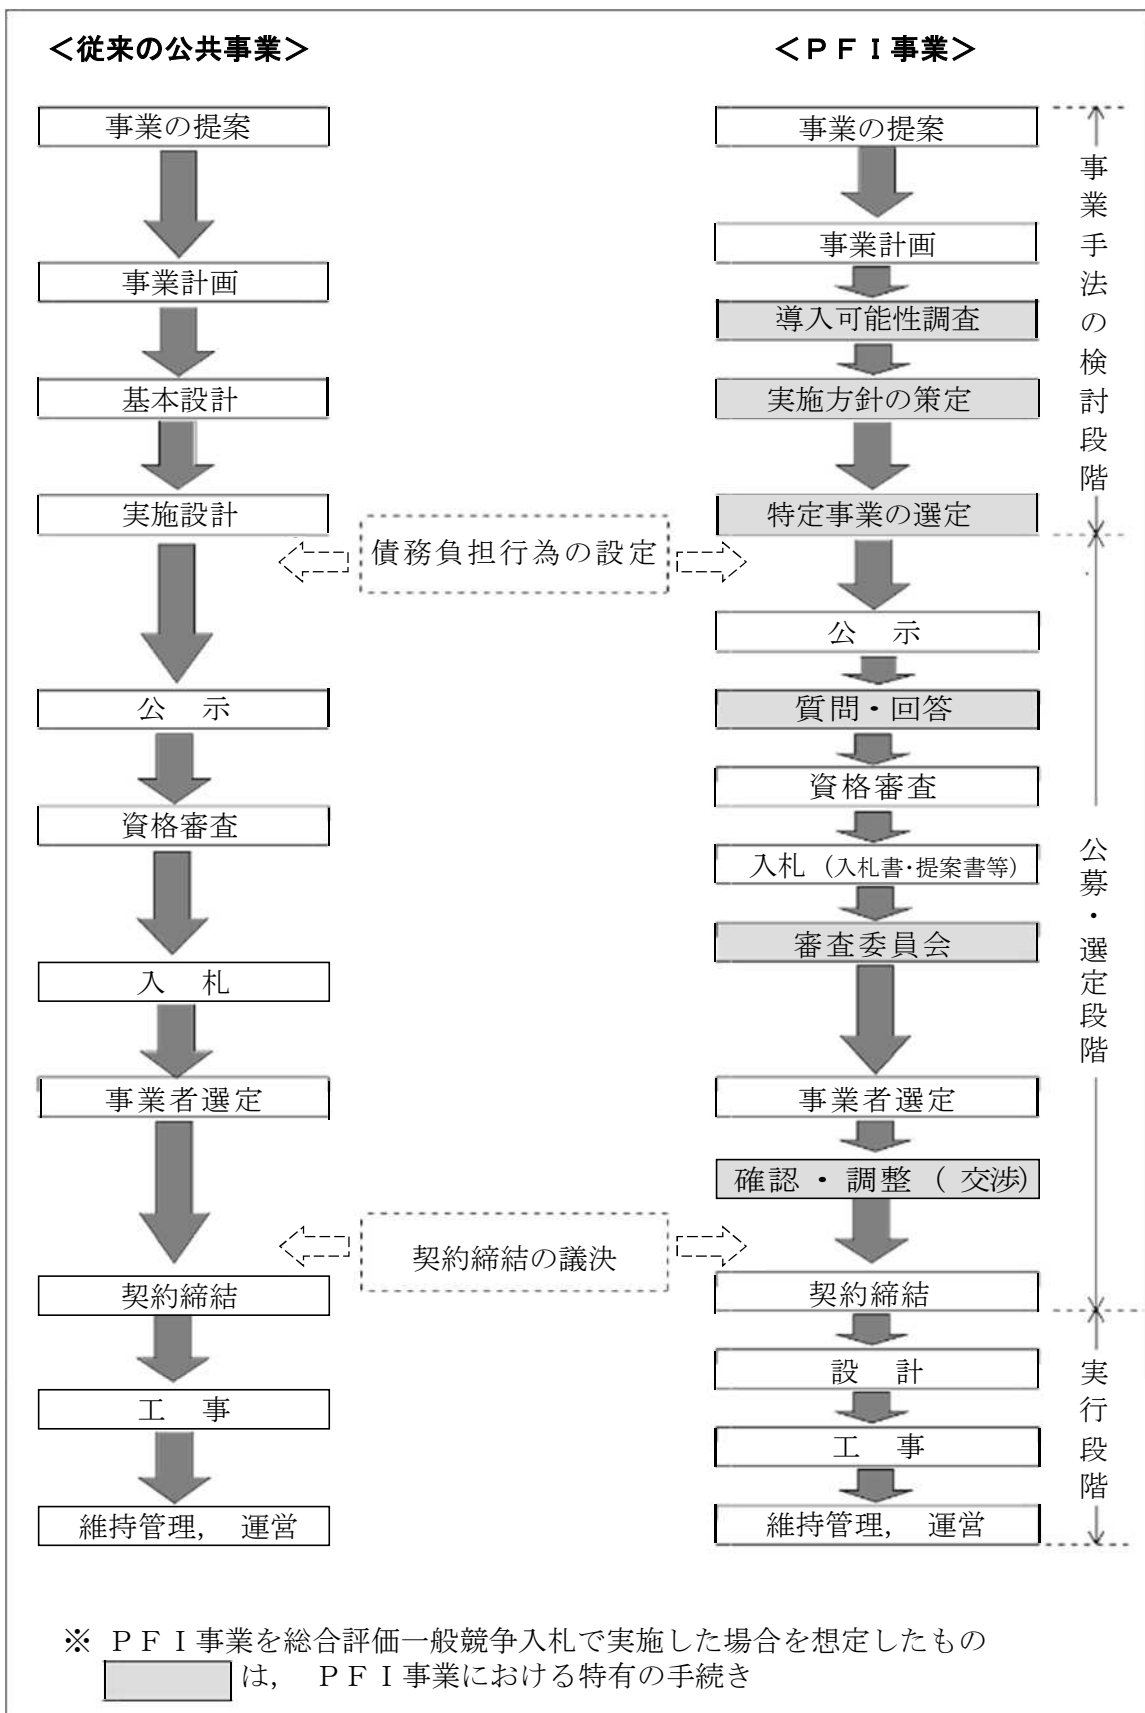 ＜従来の公共事業＞
事業の提案
事業計画
基本設計
実施設計
公　示
資格審査
入　札
事業者選定
契約締結
工　事
維持管理，　運営
債務負担行為の設定
契約締結の議決
＜ＰＦＩ事業＞
事業の提案
事業計画
導入可能性調査
実施方針の策定
特定事業の選定
公　示
質問・回答
資格審査
入札（入札書・提案書等）
審査委員会
事業者選定
確認・調整（交渉）
契約締結
設　計
工　事
維持管理，　運営
事業手法の検討段階
公募・選定段階
実行段階
※　ＰＦＩ事業を総合評価一般競争入札で実施した場合を想定したもの
は，　ＰＦＩ事業における特有の手続き